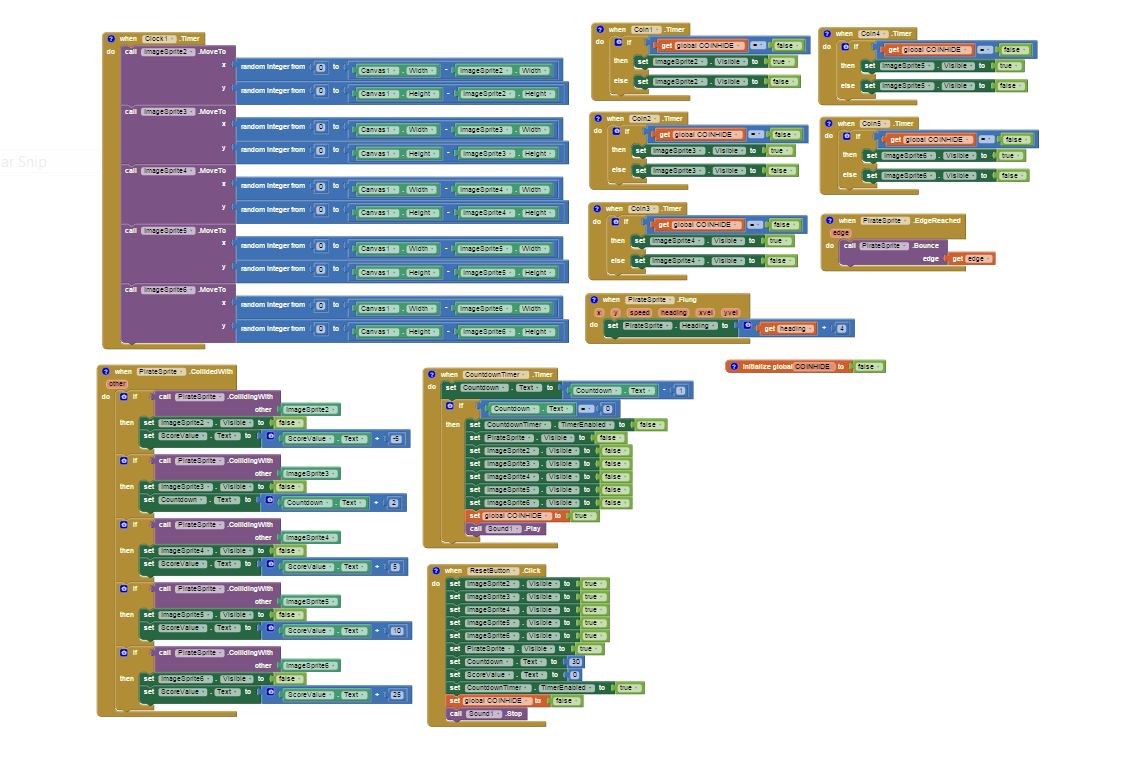 ar Snip
when Clock1 .Timer
do call ImageSprite2 .MoveTo
x random integer from 0 to Canvas1 . Width - ImageSprite2 . Width
y random integer from 0 to Canvas1 . Height - ImageSprite2 . Height
call ImageSprite3 .MoveTo
x random integer from 0 to Canvas1 . Width - ImageSprite3 . Width
y random integer from 0 to Canvas1 . Height - ImageSprite3 . Height
call ImageSprite4 .MoveTo
x random integer from 0 to Canvas1 . Width - ImageSprite4 . Width
y random integer from 0 to Canvas1 . Height - ImageSprite4 . Height
call ImageSprite5 .MoveTo
x random integer from 0 to Canvas1 . Width - ImageSprite5 . Width
y random integer from 0 to Canvas1 . Height - ImageSprite5 . Height
call ImageSprite6 .MoveTo
x random integer from 0 to Canvas1 . Width - ImageSprite6 . Width
y random integer from 0 to Canvas1 . Height - ImageSprite6 . Height
when Coin1 .Timer
do if get global COINHIDE = false
then set ImageSprite2 . Visible to true
else set ImageSprite2 . Visible to false
when Coin2 .Timer
do if get global COINHIDE = false
then set ImageSprite3 . Visible to true
else set ImageSprite3 . Visible to false
when Coin3 .Timer
do if get global COINHIDE = false
then set ImageSprite4 . Visible to true
else set ImageSprite4 . Visible to false
when PirateSprite .Flung
x y speed heading xvel yvel
do set PirateSprite . Heading to get heading + 4
when Coin4 .Timer
do if get global COINHIDE = false
then set ImageSprite5 . Visible to true
else set ImageSprite5 . Visible to false
when Coin5 .Timer
do if get global COINHIDE = false
then set ImageSprite6 . Visible to true
else set ImageSprite6 . Visible to false
when PirateSprite .EdgeReached
edge
do call PirateSprite .Bounce
edge get edge
initialize global COINHIDE to false
when PirateSprite .CollidedWith
other
do if call PirateSprite .CollidingWith
other ImageSprite2
then set ImageSprite2 . Visible to false
set ScoreValue . Text to ScoreValue . Text + -5
if call PirateSprite .CollidingWith
other ImageSprite3
then set ImageSprite3 . Visible to false
set Countdown . Text to Countdown . Text + 2
if call PirateSprite .CollidingWith
other ImageSprite4
then set ImageSprite4 . Visible to false
set ScoreValue . Text to ScoreValue . Text + 5
if call PirateSprite .CollidingWith
other ImageSprite5
then set ImageSprite5 . Visible to false
set ScoreValue . Text to ScoreValue . Text + 10
if call PirateSprite .CollidingWith
other ImageSprite6
then set ImageSprite6 . Visible to false
set ScoreValue . Text to ScoreValue . Text + 25
when CountdownTimer .Timer
do set Countdown . Text to Countdown . Text - 1
if Countdown . Text = 0
then set CountdownTimer . TimerEnabled to false
set PirateSprite . Visible to false
set ImageSprite2 . Visible to false
set ImageSprite3 . Visible to false
set ImageSprite4 . Visible to false
set ImageSprite5 . Visible to false
set ImageSprite6 . Visible to false
set global COINHIDE to true
call Sound1 .Play
when ResetButton .Click
do set ImageSprite2 . Visible to true
set ImageSprite3 . Visible to true
set ImageSprite4 . Visible to true
set ImageSprite5 . Visible to true
set ImageSprite6 . Visible to true
set PirateSprite . Visible to true
set Countdown . Text to 30
set ScoreValue . Text to 0
set CountdownTimer . TimerEnabled to true
set global COINHIDE to false
call Sound1 .Stop